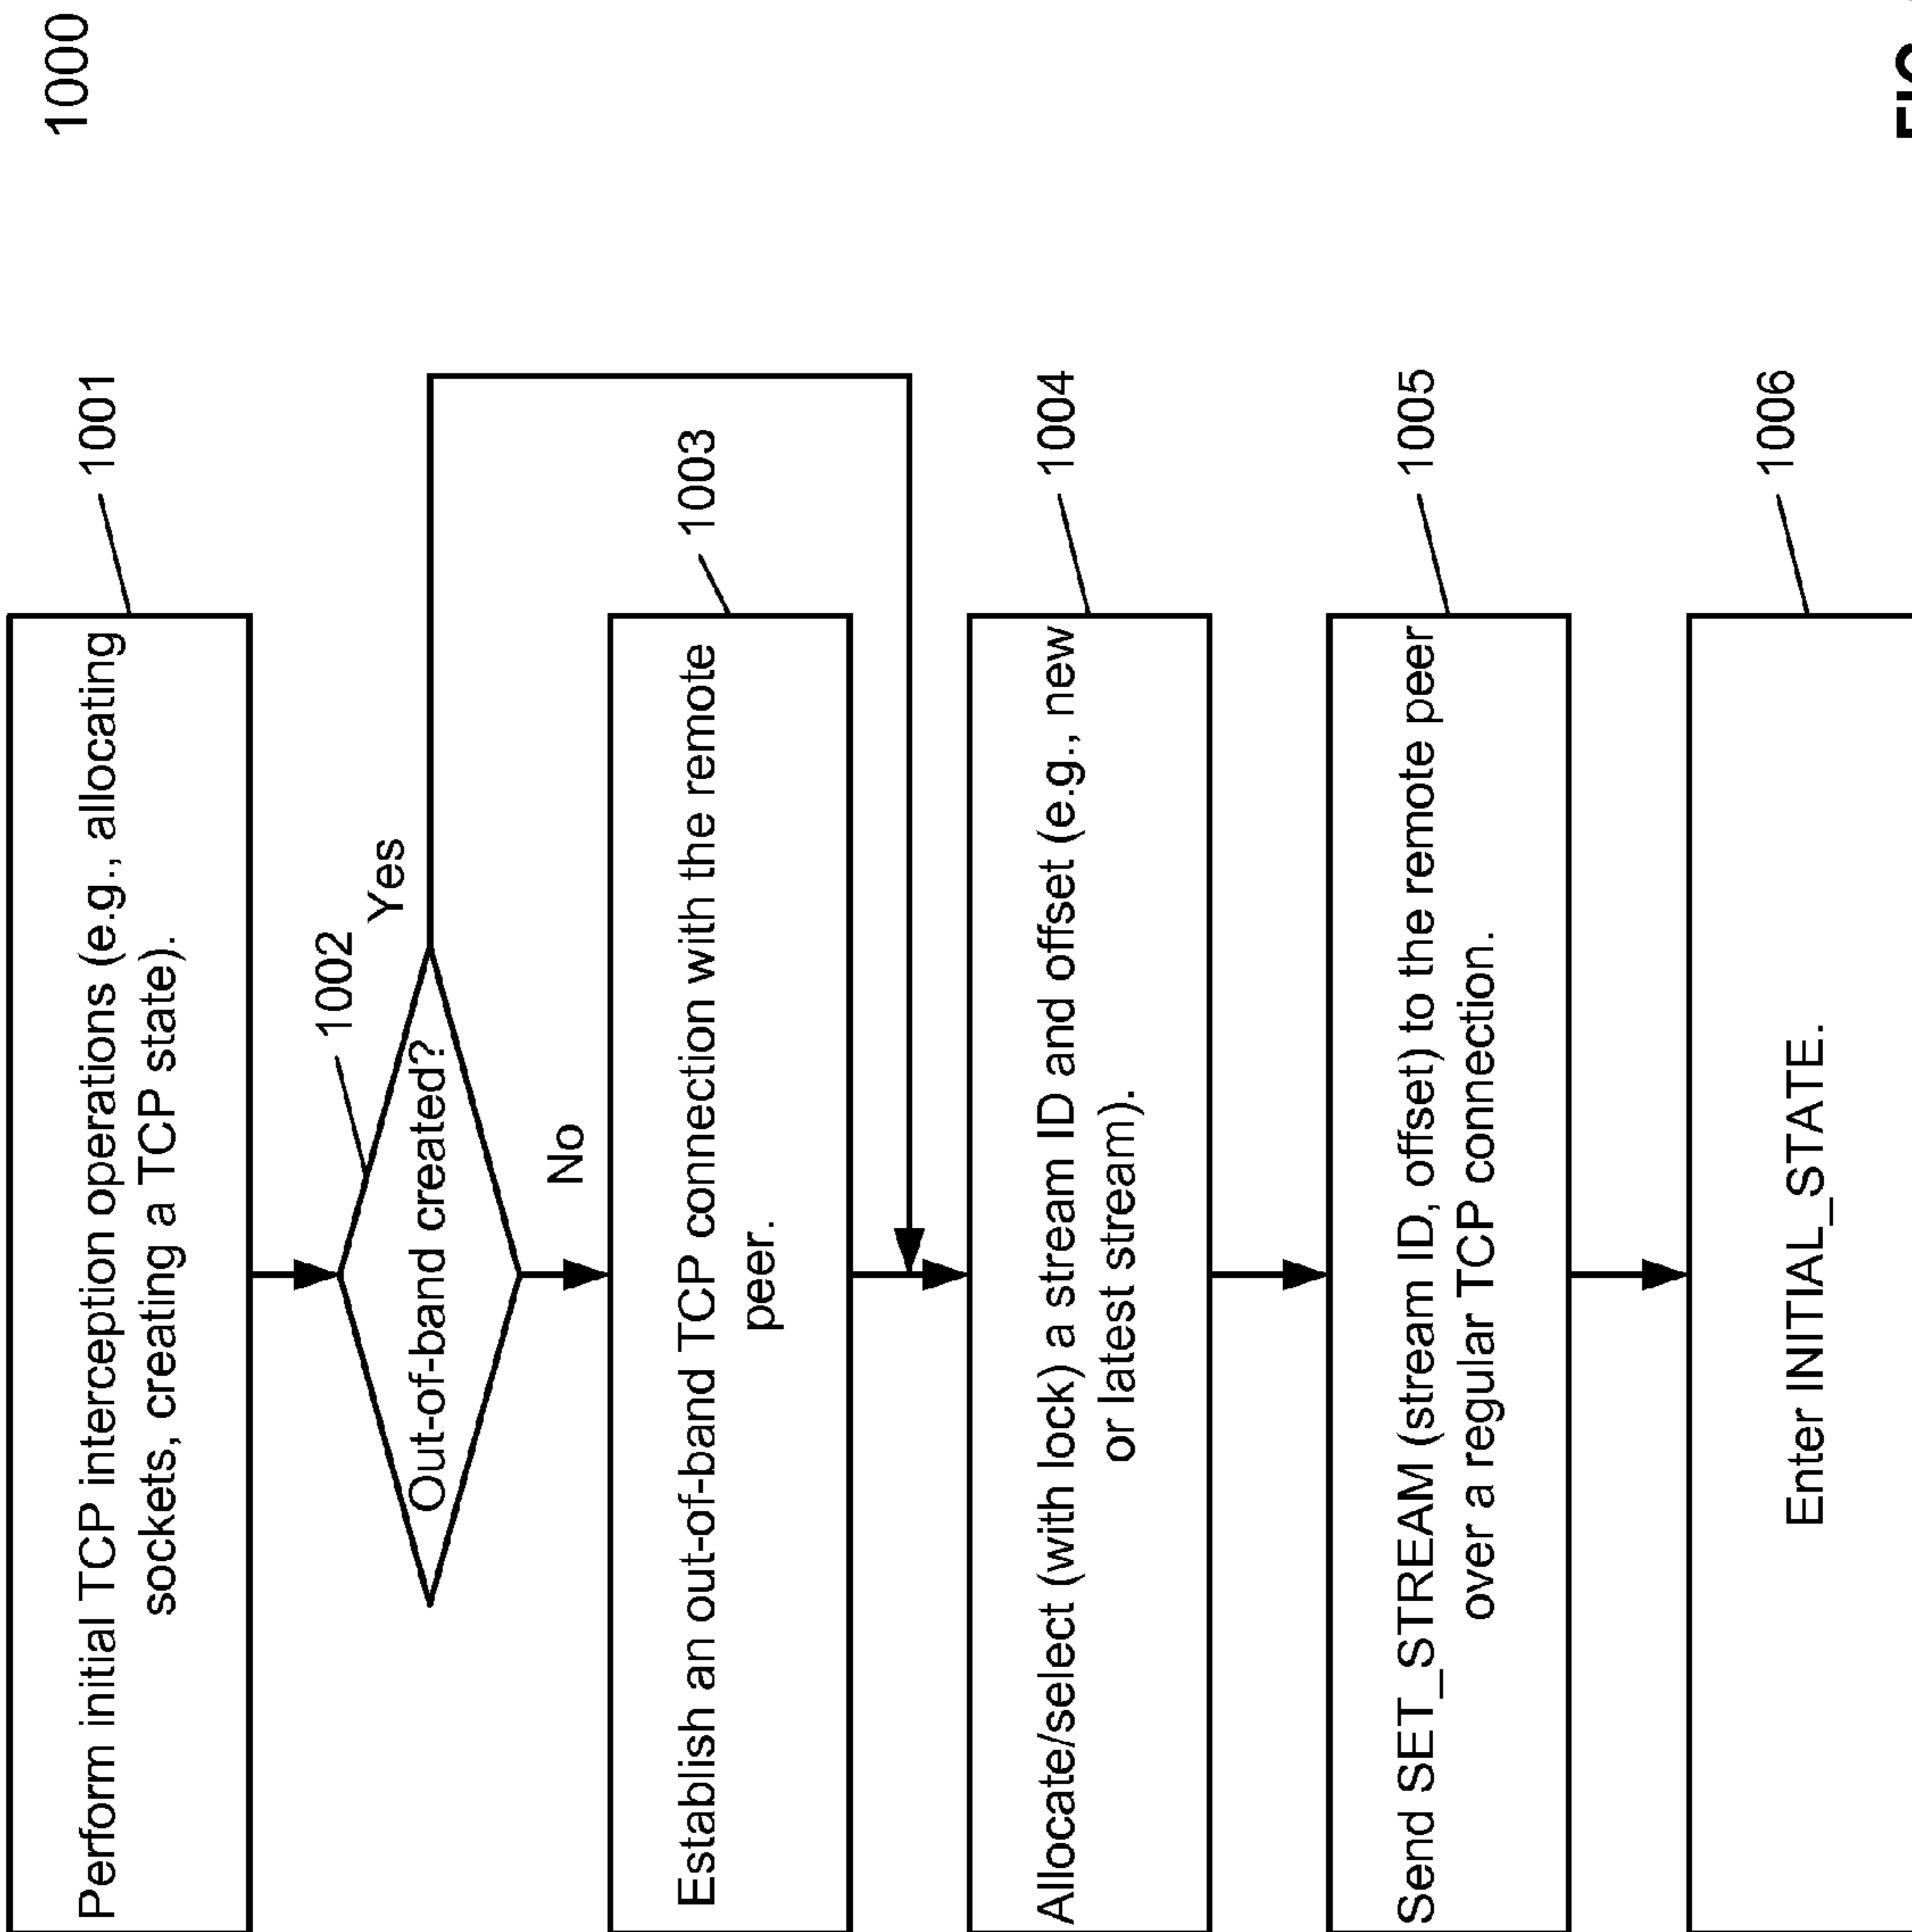 1000
Perform initial TCP interception operations (e.g., allocating
sockets, creating a TCP state).
1001
1002
Out-of-band created?
Yes
No
Establish an out-of-band TCP connection with the remote
peer.
1003
Allocate/select (with lock) a stream ID and offset (e.g., new
or latest stream).
1004
Send SET_STREAM (stream ID, offset) to the remote peer
over a regular TCP connection.
1005
Enter INITIAL_STATE.
1006